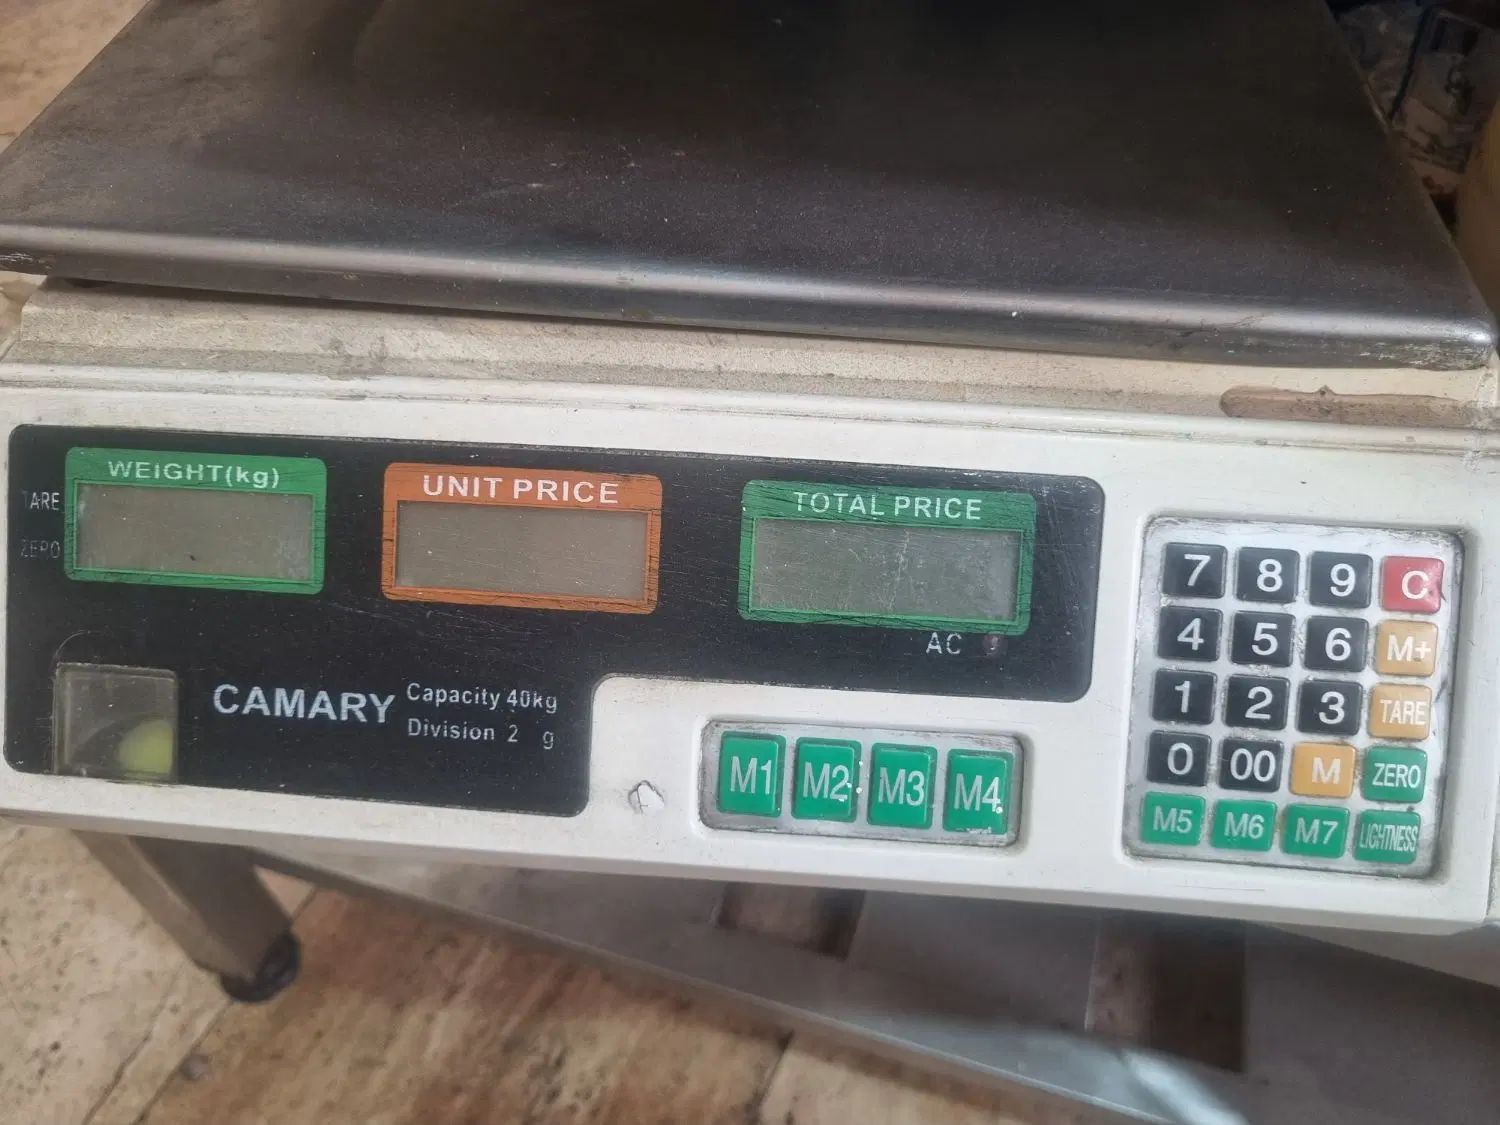 WEIGHT(kg)
UNIT PRICE
TOTAL PRICE
TARE
ZERO
AC
CAMARY
Capacity 40kg
Division 2 g
M1 M2 M3 M4
7 8 9 C
4 5 6 M+
1 2 3 TARE
0 00 M ZERO
M5 M6 M7 LIGHTNESS